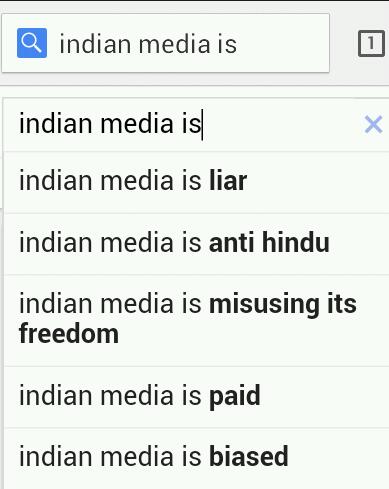 indian media is
1
indian media is
indian media is liar
indian media is anti hindu
indian media is misusing its
freedom
indian media is paid
indian media is biased